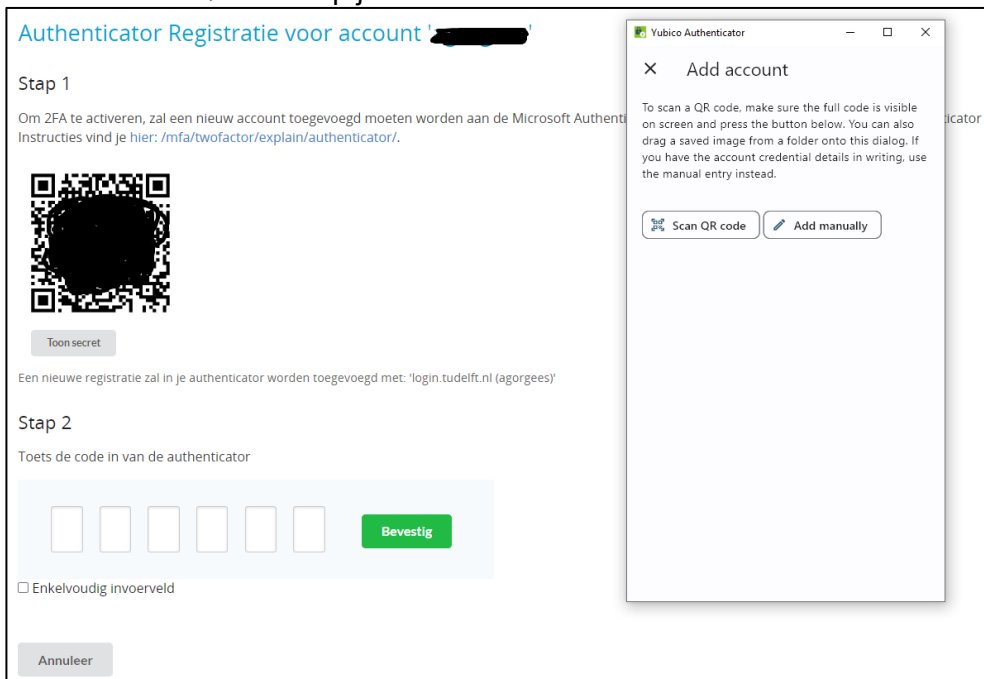 Authenticator Registratie voor account '
Stap 1
Om 2FA te activeren, zal een nieuw account toegevoegd moeten worden aan de Microsoft Authenti
icator
Instructies vind je hier: /mfa/twofactor/explain/authenticator/.
Toon secret
Een nieuwe registratie zal in je authenticator worden toegevoegd met: 'login.tudelft.nl (agorgees)'
Stap 2
Toets de code in van de authenticator
Bevestig
Enkelvoudig invoerveld
Annuleer
Yubico Authenticator
Add account
To scan a QR code, make sure the full code is visible
on screen and press the button below. You can also
drag a saved image from a folder onto this dialog. If
you have the account credential details in writing, use
the manual entry instead.
Scan QR code
Add manually